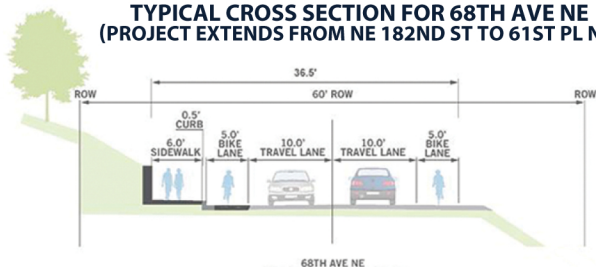 TYPICAL CROSS SECTION FOR 68TH AVE NE
(PROJECT EXTENDS FROM NE 182ND ST TO 61ST PL N
36.5'
ROW
60' ROW
ROW
0.5'
CURB
6.0'
SIDEWALK
5.0'
BIKE
LANE
10.0'
TRAVEL LANE
10.0'
TRAVEL LANE
5.0'
BIKE
LANE
68TH AVE NE